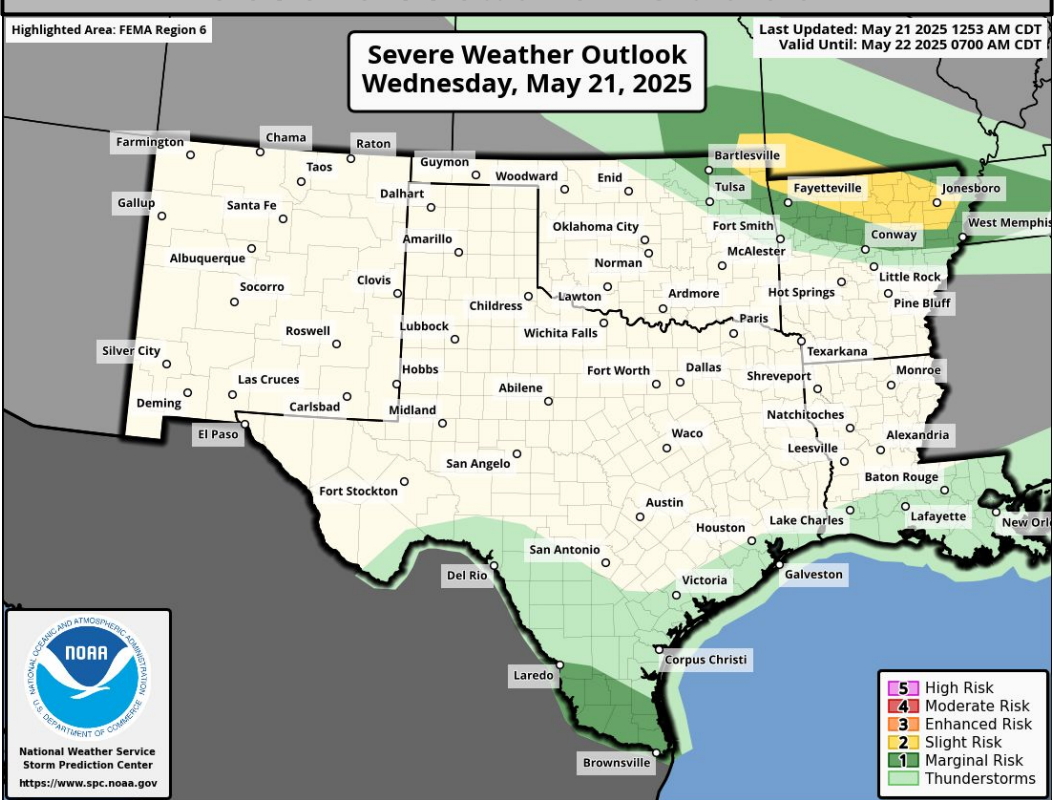 Highlighted Area: FEMA Region 6
Last Updated: May 21 2025 1253 AM CDT
Valid Until: May 22 2025 0700 AM CDT
Severe Weather Outlook
Wednesday, May 21, 2025
Farmington
Chama
Raton
Taos
Guymon
Woodward
Enid
Bartlesville
Tulsa
Fayetteville
Jonesboro
Gallup
Santa Fe
Dalhart
Oklahoma City
Fort Smith
Conway
West Memphis
Albuquerque
Amarillo
Norman
McAlester
Little Rock
Socorro
Clovis
Childress
Lawton
Ardmore
Hot Springs
Pine Bluff
Roswell
Lubbock
Wichita Falls
Paris
Texarkana
Silver City
Las Cruces
Hobbs
Abilene
Fort Worth
Dallas
Shreveport
Monroe
Deming
Carlsbad
Midland
Natchitoches
El Paso
Waco
Leesville
Alexandria
San Angelo
Fort Stockton
Baton Rouge
Austin
Houston
Lake Charles
Lafayette
New Orl
San Antonio
Del Rio
Victoria
Galveston
Laredo
Corpus Christi
Brownsville
NATIONAL OCEANIC AND ATMOSPHERIC ADMINISTRATION
NOAA
U.S. DEPARTMENT OF COMMERCE
National Weather Service
Storm Prediction Center
https://www.spc.noaa.gov
5 High Risk
4 Moderate Risk
3 Enhanced Risk
2 Slight Risk
1 Marginal Risk
Thunderstorms